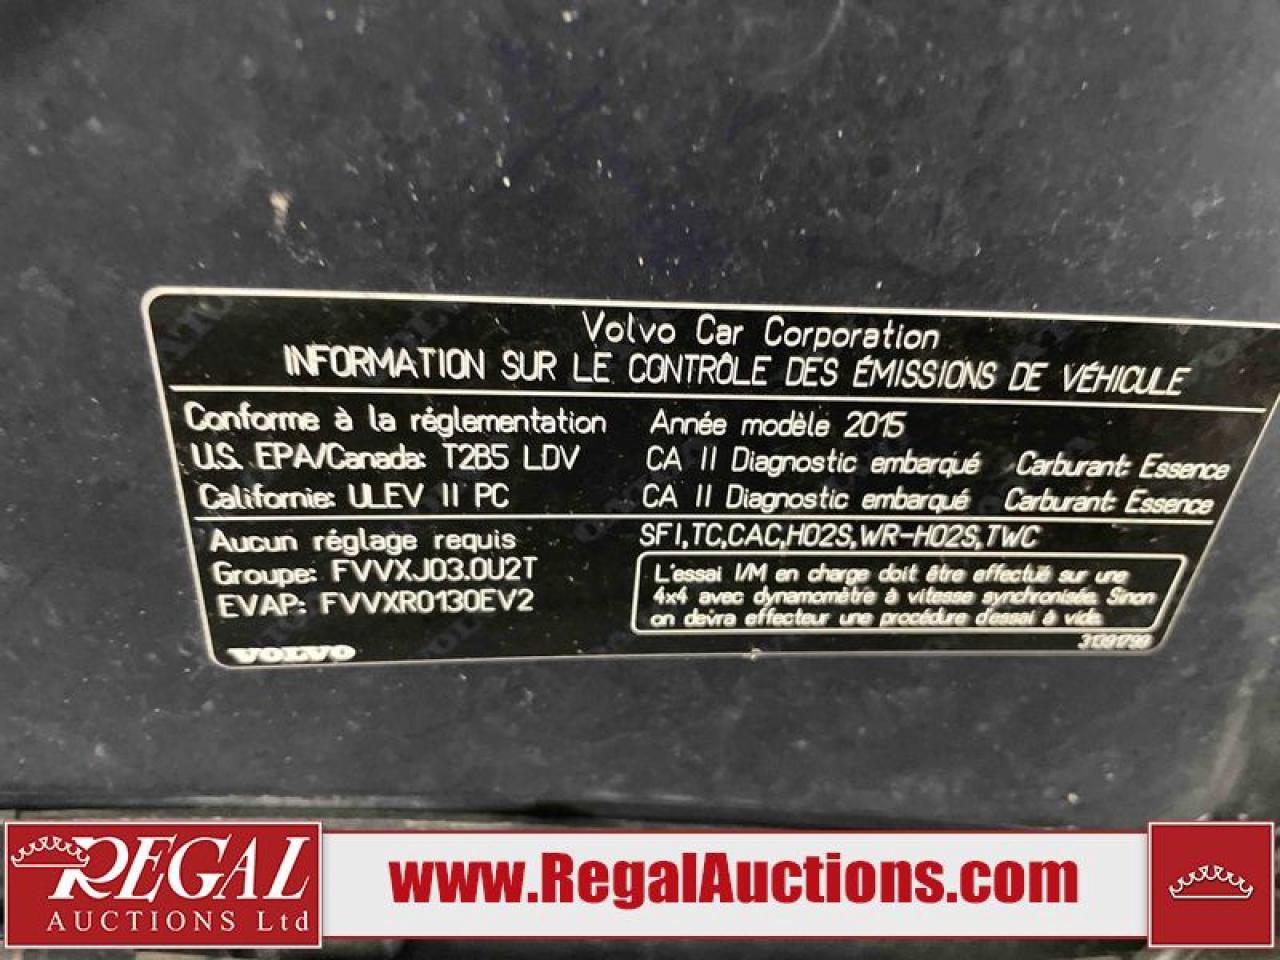 Volvo Car Corporation
INFORMATION SUR LE CONTRÔLE DES ÉMISSIONS DE VÉHICULE
Conforme à la réglementation Année modèle 2015
U.S. EPA/Canada: T2B5 LDV CA II Diagnostic embarqué Carburant: Essence
Californie: ULEV II PC CA II Diagnostic embarqué Carburant: Essence
Aucun réglage requis SFI,TC,CAC,HO2S,WR-HO2S,TWC
Groupe: FVVXJ03.0U2T
EVAP: FVVXR0130EV2
L'essai I/M en charge doit être effectué sur une
4x4 avec dynamomètre à vitesse synchronisée. Sinon
on devra effecteur une procédure d'essai à vide.
VOLVO 31391799
REGAL
AUCTIONS Ltd
www.RegalAuctions.com